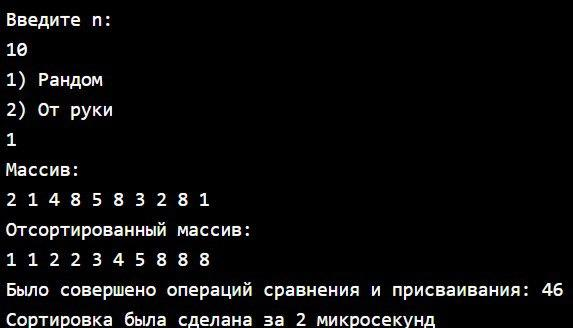 Введите n:
10
1) Рандом
2) От руки
1
Массив:
2 1 4 8 5 8 3 2 8 1
Отсортированный массив:
1 1 2 2 3 4 5 8 8 8
Было совершено операций сравнения и присваивания: 46
Сортировка была сделана за 2 микросекунд